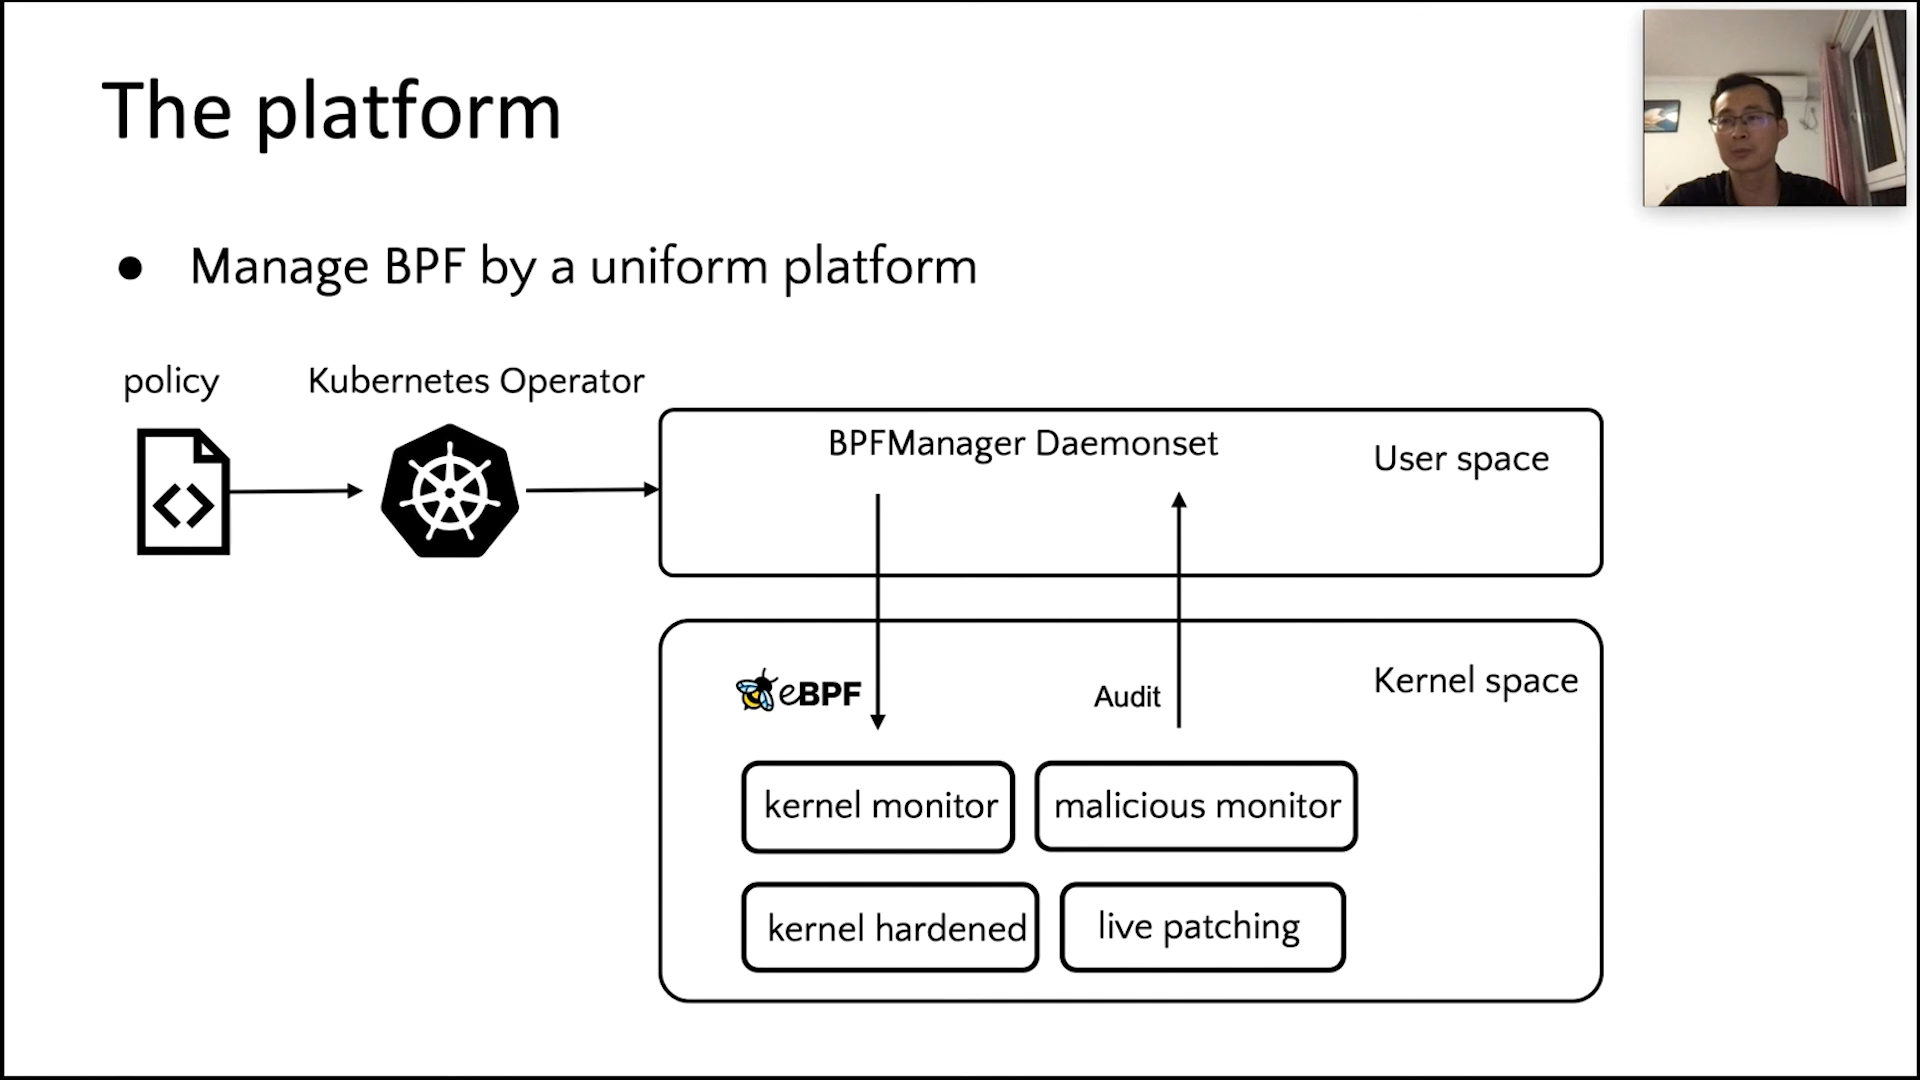 The platform
● Manage BPF by a uniform platform
policy
Kubernetes Operator
BPFManager Daemonset
User space
eBPF
Audit
Kernel space
kernel monitor
malicious monitor
kernel hardened
live patching